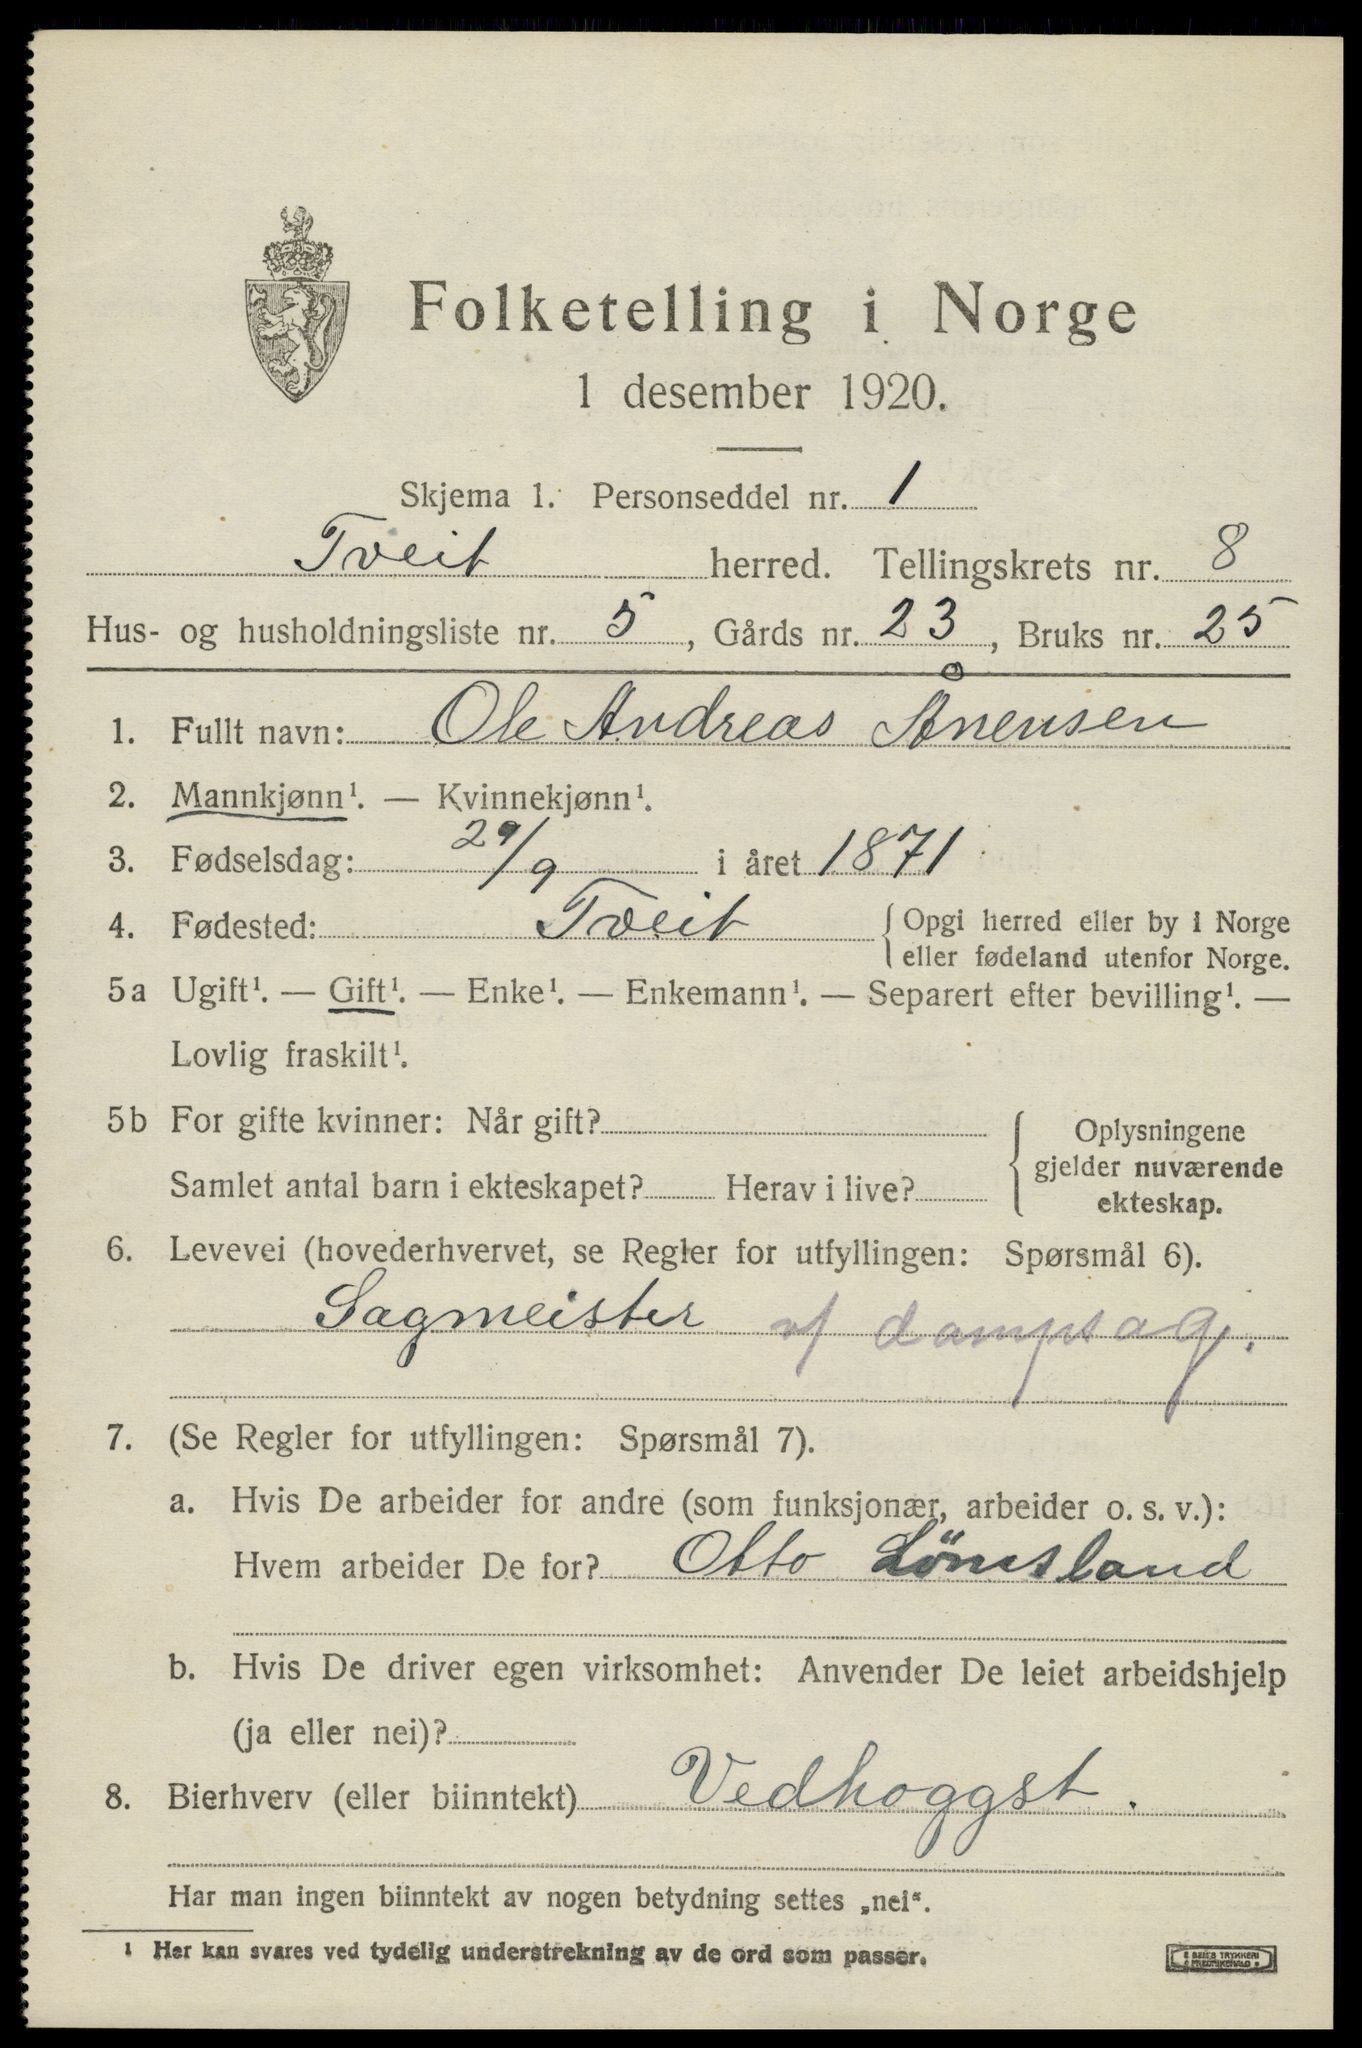 Folketelling i Norge
1 desember 1920.
Skjema 1. Personseddel nr. 1
Tveit herred. Tellingskrets nr. 8
Hus- og husholdningsliste nr. 5, Gårds nr. 23, Bruks nr. 25
1. Fullt navn: Ole Andreas Ånensen
2. Mannkjønn¹. — Kvinnekjønn¹.
3. Fødselsdag: 29/9 i året 1871
4. Fødested: Tveit { Opgi herred eller by i Norge
eller fødeland utenfor Norge.
5a Ugift¹. — Gift¹. — Enke¹. — Enkemann¹. — Separert efter bevilling¹. —
Lovlig fraskilt¹.
5b For gifte kvinner: Når gift?
Samlet antal barn i ekteskapet? Herav i live?
Oplysningene
gjelder nuværende
ekteskap.
6. Levevei (hovederhvervet, se Regler for utfyllingen: Spørsmål 6).
Sagmeister v/ dampsag.
7. (Se Regler for utfyllingen: Spørsmål 7).
a. Hvis De arbeider for andre (som funksjonær, arbeider o. s. v.):
Hvem arbeider De for? Otto Lömsland
b. Hvis De driver egen virksomhet: Anvender De leiet arbeidshjelp
(ja eller nei)?
8. Bierhverv (eller biinntekt) Vedhoggst.
Har man ingen biinntekt av nogen betydning settes „nei“.
¹ Her kan svares ved tydelig understrekning av de ord som passer.